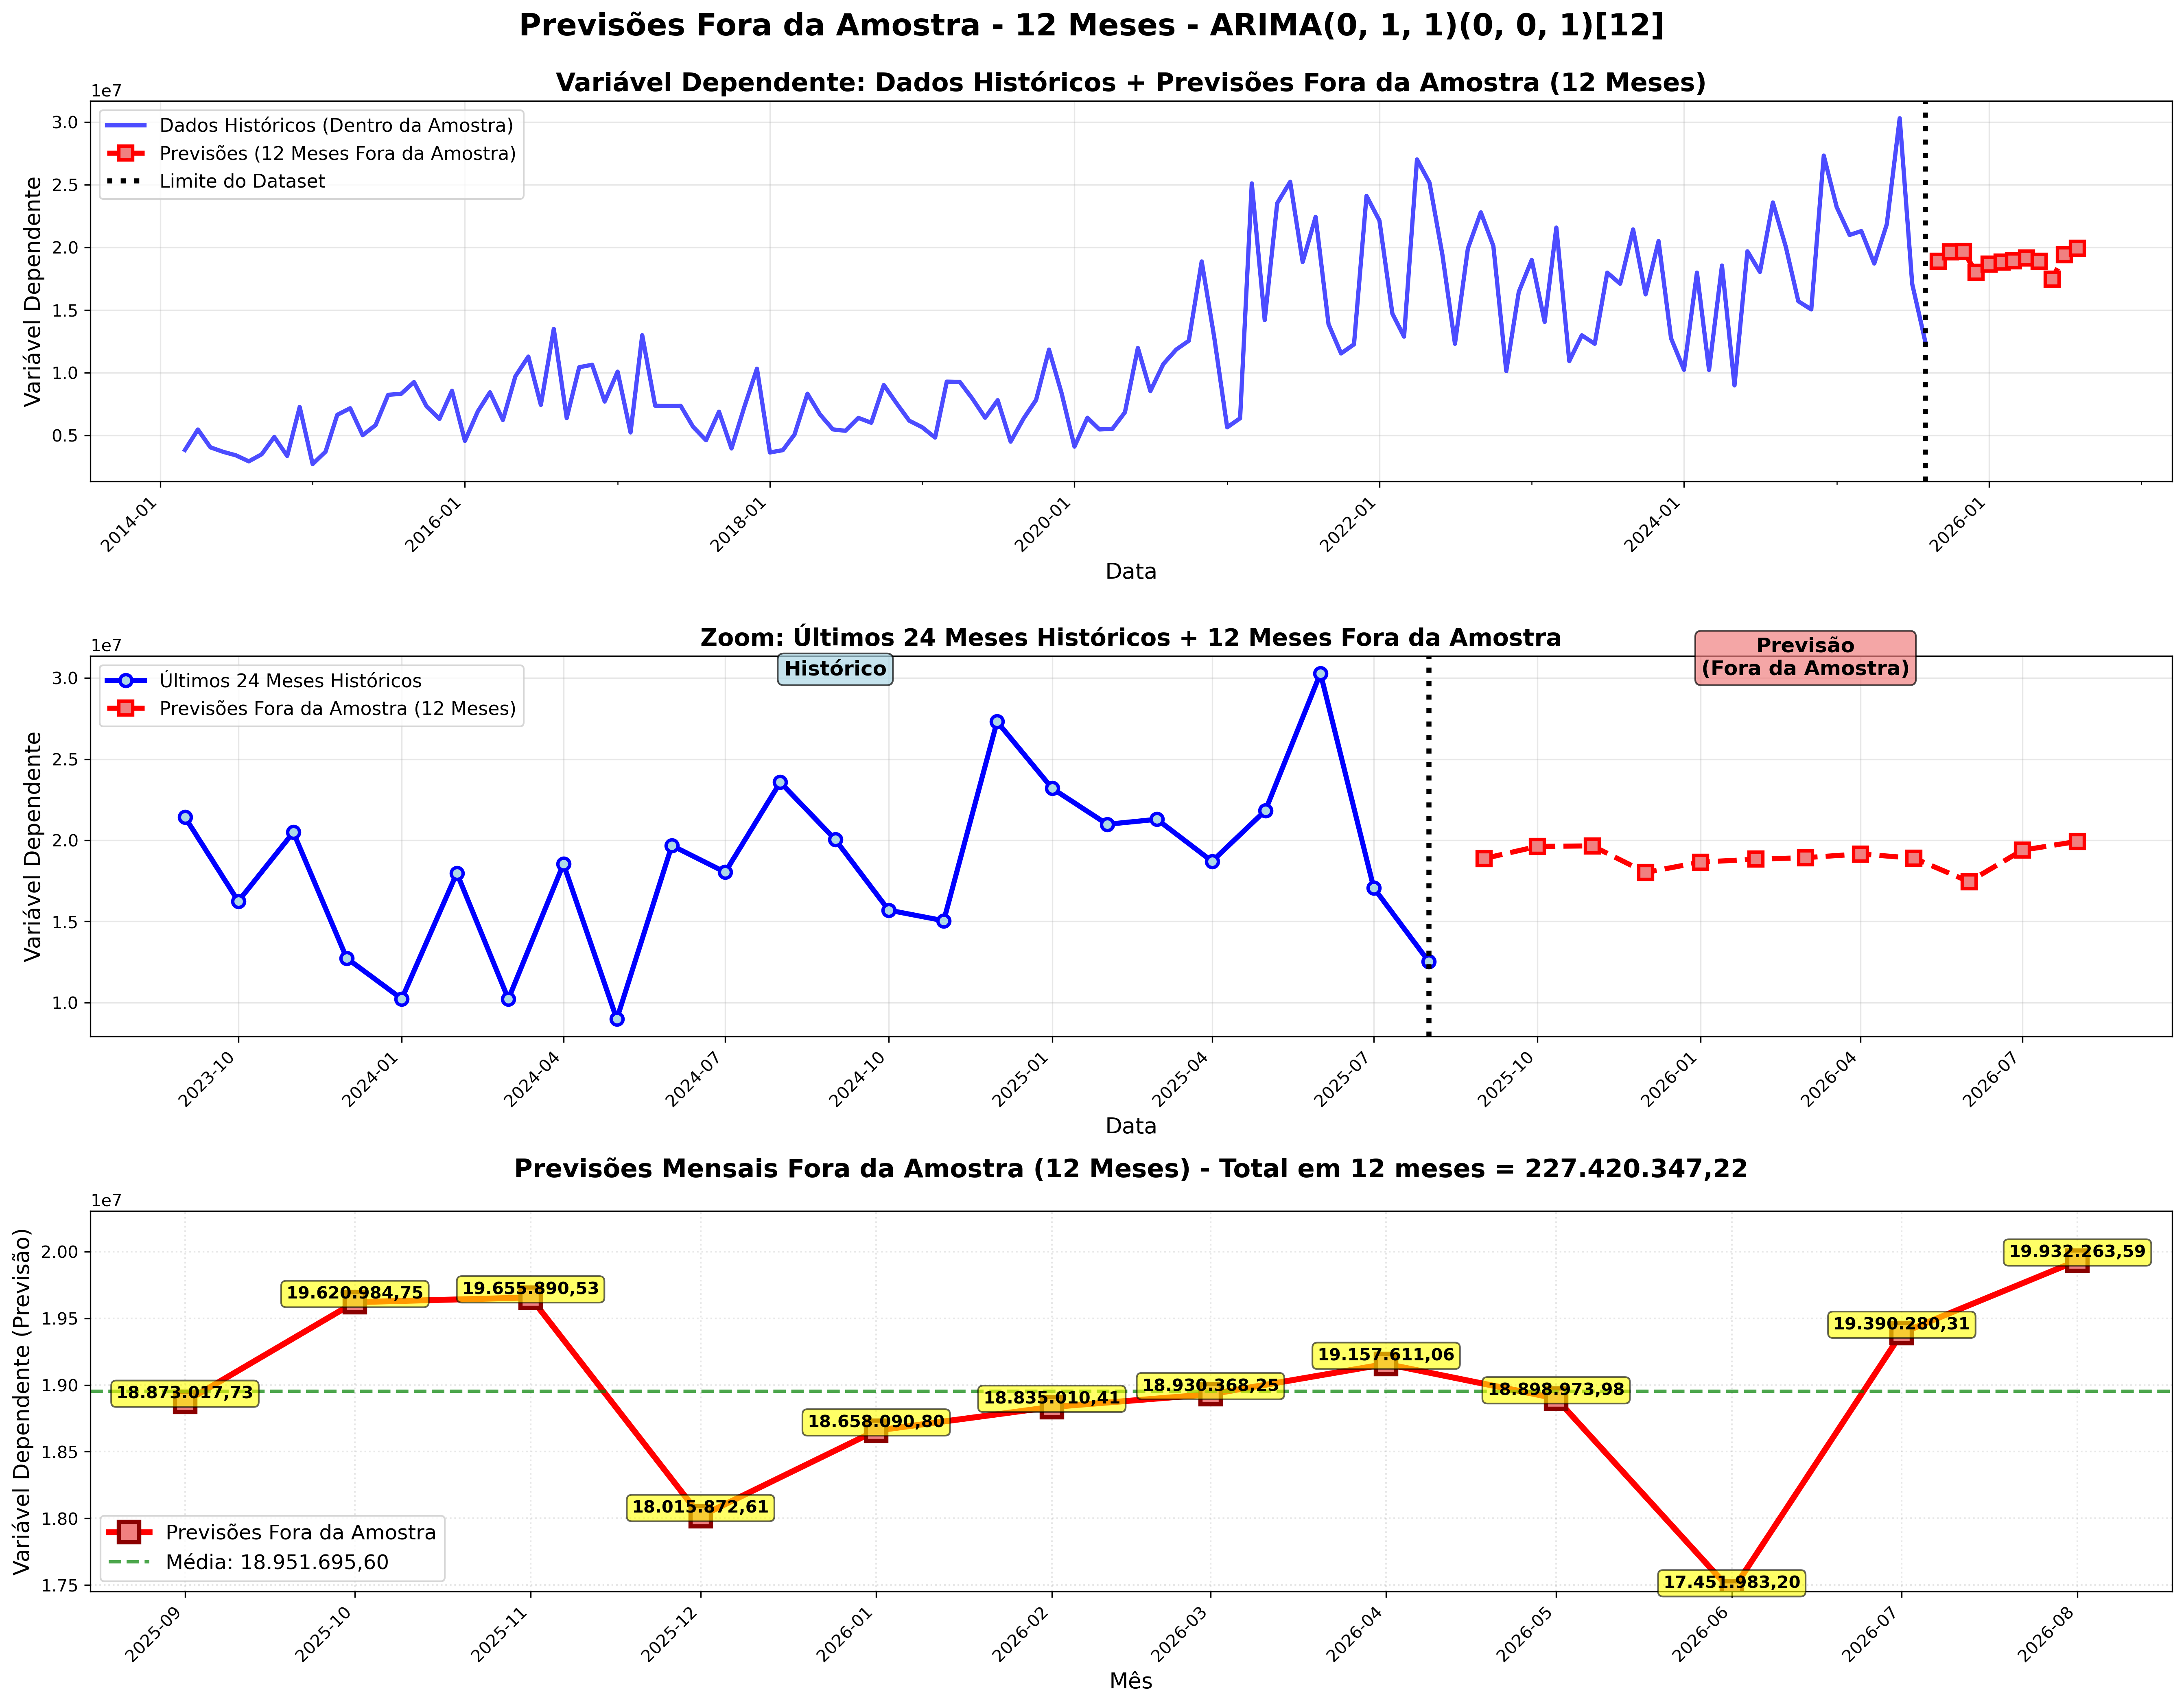 Previsões Fora da Amostra - 12 Meses - ARIMA(0, 1, 1)(0, 0, 1)[12]
Variável Dependente: Dados Históricos + Previsões Fora da Amostra (12 Meses)
1e7
Dados Históricos (Dentro da Amostra)
Previsões (12 Meses Fora da Amostra)
Limite do Dataset
Variável Dependente
3.0
2.5
2.0
1.5
1.0
0.5
2014-01
2016-01
2018-01
2020-01
2022-01
2024-01
2026-01
Data
Zoom: Últimos 24 Meses Históricos + 12 Meses Fora da Amostra
1e7
Últimos 24 Meses Históricos
Previsões Fora da Amostra (12 Meses)
Histórico
Previsão
(Fora da Amostra)
Variável Dependente
3.0
2.5
2.0
1.5
1.0
2023-10
2024-01
2024-04
2024-07
2024-10
2025-01
2025-04
2025-07
2025-10
2026-01
2026-04
2026-07
Data
Previsões Mensais Fora da Amostra (12 Meses) - Total em 12 meses = 227.420.347,22
1e7
Variável Dependente (Previsão)
2.00
1.95
1.90
1.85
1.80
1.75
18.873.017,73
19.620.984,75
19.655.890,53
18.015.872,61
18.658.090,80
18.835.010,41
18.930.368,25
19.157.611,06
18.898.973,98
17.451.983,20
19.390.280,31
19.932.263,59
Previsões Fora da Amostra
Média: 18.951.695,60
2025-09
2025-10
2025-11
2025-12
2026-01
2026-02
2026-03
2026-04
2026-05
2026-06
2026-07
2026-08
Mês